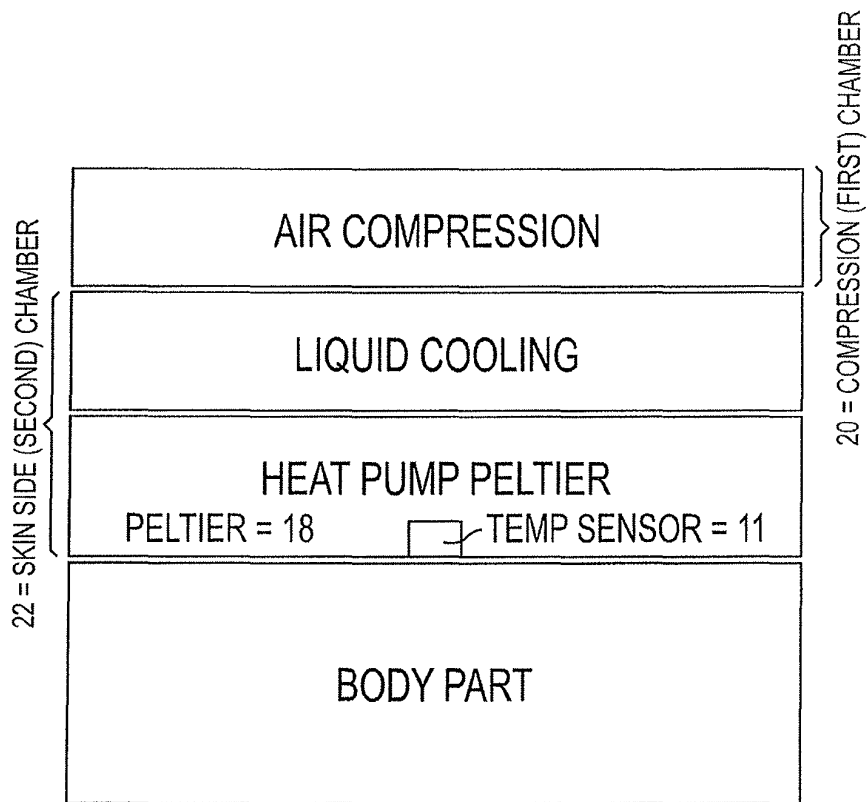 20 = COMPRESSION (FIRST) CHAMBER
AIR COMPRESSION
22 = SKIN SIDE (SECOND) CHAMBER
LIQUID COOLING
HEAT PUMP PELTIER
PELTIER = 18
TEMP SENSOR = 11
BODY PART